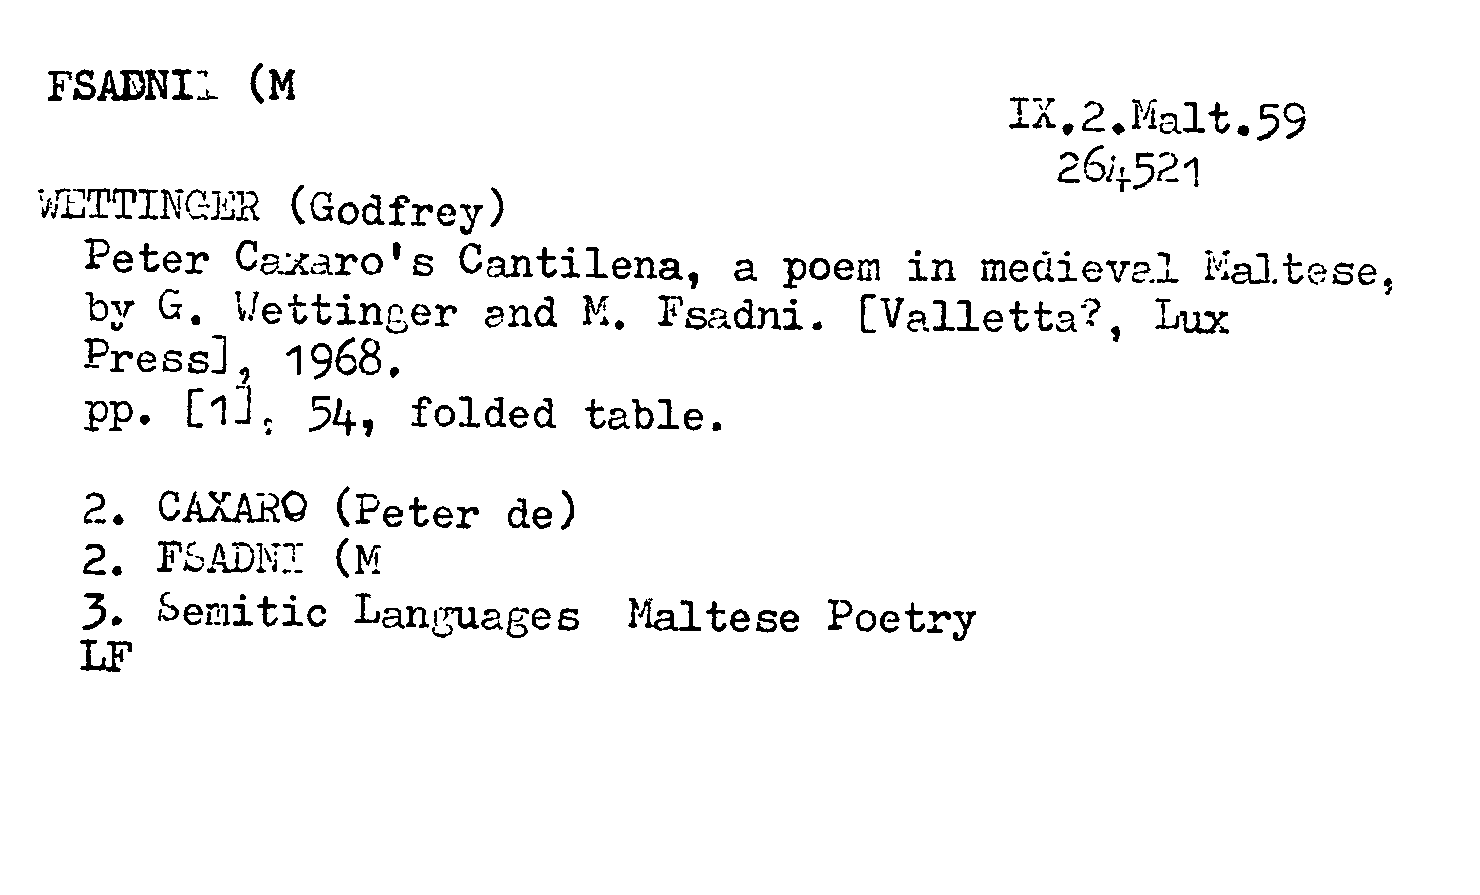 FSADNI (M
IX.2.Malt.59
264521
WETTINGER (Godfrey)
Peter Caxaro's Cantilena, a poem in medieval Maltese,
by G. Wettinger and M. Fsadni. [Valletta?, Lux
Press], 1968.
pp. [1], 54, folded table.
2. CAXARO (Peter de)
2. FSADNI (M
3. Semitic Languages Maltese Poetry
LF